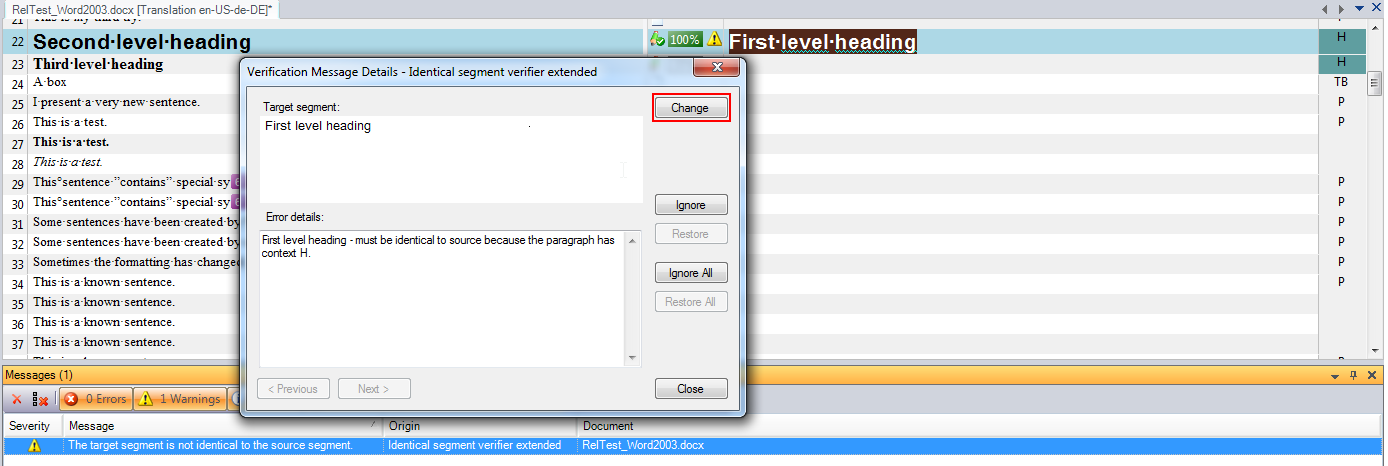 RelTest_Word2003.docx [Translation en-US-de-DE]*
21
22 Second·level·heading 100% First·level·heading H
23 Third·level·heading H
24 A·box TB
25 I·present·a·very·new·sentence. P
26 This·is·a·test. P
27 This·is·a·test.
28 This·is·a·test.
29 This°sentence·"contains"·special·sy P
30 This°sentence·"contains"·special·sy P
31 Some·sentences·have·been·created·by P
32 Some·sentences·have·been·created·by P
33 Sometimes·the·formatting·has·changed P
34 This·is·a·known·sentence. P
35 This·is·a·known·sentence.
36 This·is·a·known·sentence.
37 This·is·a·known·sentence.
Verification Message Details - Identical segment verifier extended
Target segment:
First level heading
Change
Ignore
Restore
Ignore All
Restore All
Error details:
First level heading - must be identical to source because the paragraph has
context H.
< Previous
Next >
Close
Messages (1)
0 Errors
1 Warnings
Severity Message Origin Document
The target segment is not identical to the source segment. Identical segment verifier extended RelTest_Word2003.docx